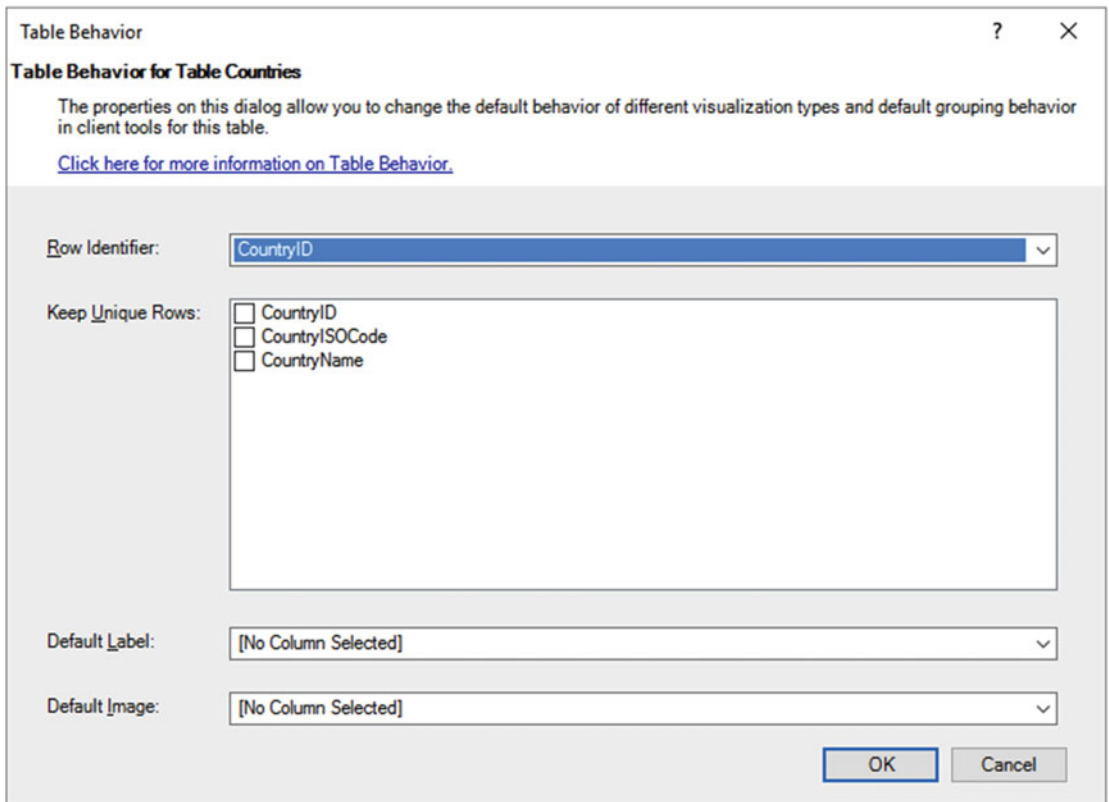 Table Behavior ?
Table Behavior for Table Countries
The properties on this dialog allow you to change the default behavior of different visualization types and default grouping behavior
in client tools for this table.
Click here for more information on Table Behavior.
Row Identifier: CountryID
Keep Unique Rows: CountryID
CountryISOCode
CountryName
Default Label: [No Column Selected]
Default Image: [No Column Selected]
OK Cancel